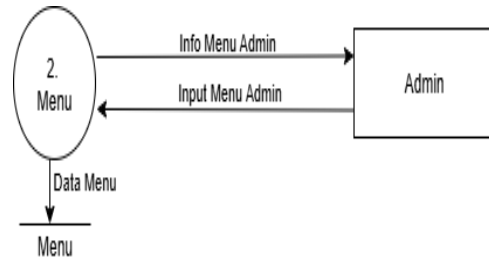 Info Menu Admin
2.
Menu
Admin
Input Menu Admin
Data Menu
Menu